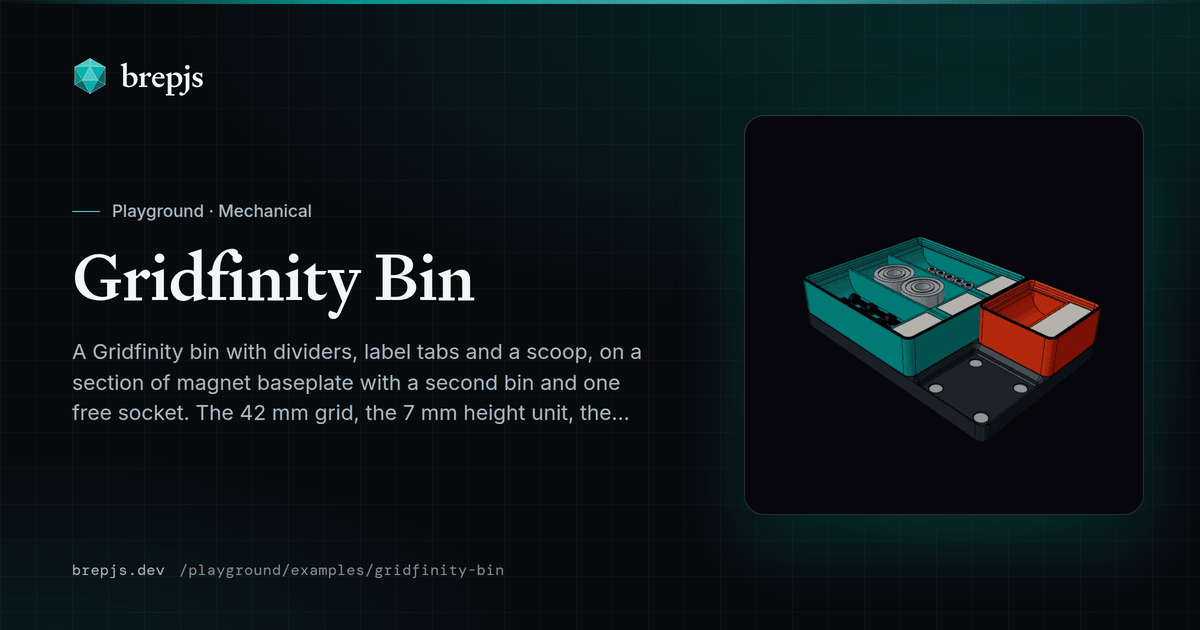 brepjs
Playground · Mechanical
Gridfinity Bin
A Gridfinity bin with dividers, label tabs and a scoop, on a
section of magnet baseplate with a second bin and one
free socket. The 42 mm grid, the 7 mm height unit, the...
brepjs.dev /playground/examples/gridfinity-bin